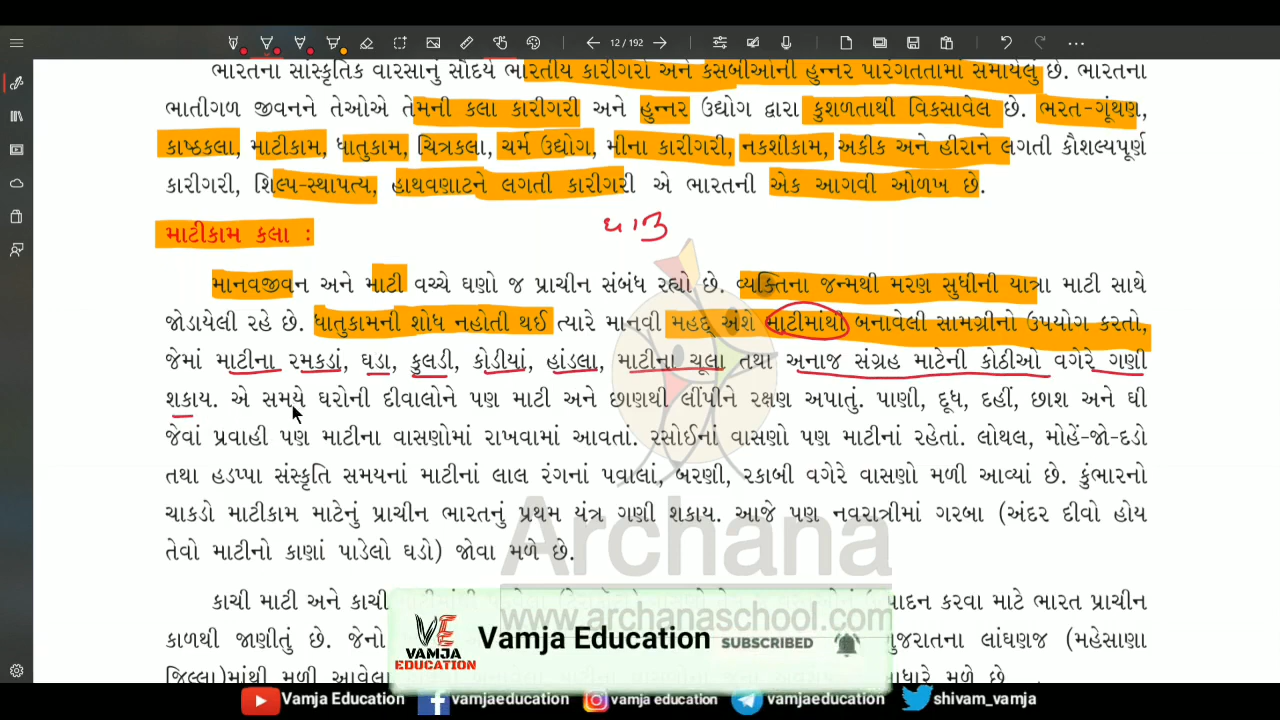 12 / 192
ભારતના સાંસ્કૃતિક વારસાનું સૌંદર્ય ભારતીય કારીગરો અને કસબીઓની હુન્નર પારંગતતામાં સમાયેલું છે. ભારતના
ભાતીગળ જીવનને તેઓએ તેમની કલા કારીગરી અને હુન્નર ઉદ્યોગ દ્વારા કુશળતાથી વિકસાવેલ છે. ભરત-ગૂંથણ,
કાષ્ઠકલા, માટીકામ, ધાતુકામ, ચિત્રકલા, ચર્મ ઉદ્યોગ, મીના કારીગરી, નકશીકામ, અકીક અને હીરાને લગતી કૌશલ્યપૂર્ણ
કારીગરી, શિલ્પ-સ્થાપત્ય, હાથવણાટને લગતી કારીગરી એ ભારતની એક આગવી ઓળખ છે.
માટીકામ કલા :
માનવજીવન અને માટી વચ્ચે ઘણો જ પ્રાચીન સંબંધ રહ્યો છે. વ્યક્તિના જન્મથી મરણ સુધીની યાત્રા માટી સાથે
જોડાયેલી રહે છે. ધાતુકામની શોધ નહોતી થઈ ત્યારે માનવી મહદ્ અંશે માટીમાંથી બનાવેલી સામગ્રીનો ઉપયોગ કરતો,
જેમાં માટીના રમકડાં, ઘડા, કુલડી, કોડીયાં, હાંડલા, માટીના ચૂલા તથા અનાજ સંગ્રહ માટેની કોઠીઓ વગેરે ગણી
શકાય. એ સમયે ઘરોની દીવાલોને પણ માટી અને છાણથી લીંપીને રક્ષણ અપાતું. પાણી, દૂધ, દહીં, છાશ અને ઘી
જેવાં પ્રવાહી પણ માટીના વાસણોમાં રાખવામાં આવતાં. રસોઈનાં વાસણો પણ માટીનાં રહેતાં. લોથલ, મોહેં-જો-દડો
તથા હડપ્પા સંસ્કૃતિ સમયનાં માટીનાં લાલ રંગનાં પવાલાં, બરણી, રકાબી વગેરે વાસણો મળી આવ્યાં છે. કુંભારનો
ચાકડો માટીકામ માટેનું પ્રાચીન ભારતનું પ્રથમ યંત્ર ગણી શકાય. આજે પણ નવરાત્રીમાં ગરબા (અંદર દીવો હોય
તેવો માટીનો કાણાં પાડેલો ઘડો) જોવા મળે છે.
Archana
કાચી માટી અને કાચી
ઉત્પાદન કરવા માટે ભારત પ્રાચીન
www.archanaschool.com
કાળથી જાણીતું છે. જેનો
ગુજરાતના લાંઘણજ (મહેસાણા
જિલ્લા)માંથી મળી આવેલા
Vamja Education SUBSCRIBED
VAMJA
EDUCATION
Vamja Education vamjaeducation vamja education vamjaeducation shivam_vamja